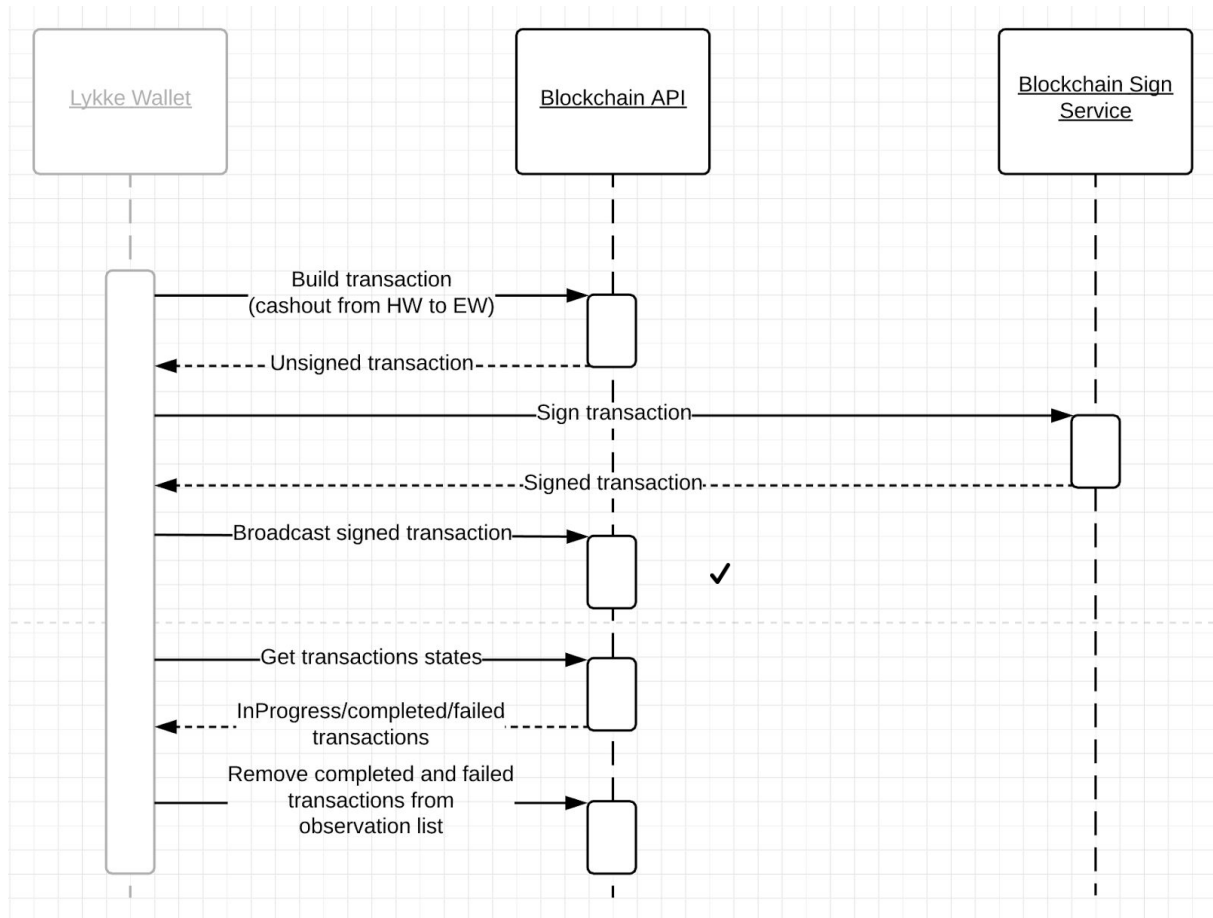 Lykke Wallet
Blockchain API
Blockchain Sign
Service
Build transaction
(cashout from HW to EW)
Unsigned transaction
Sign transaction
Signed transaction
Broadcast signed transaction
Get transactions states
InProgress/completed/failed
transactions
Remove completed and failed
transactions from
observation list